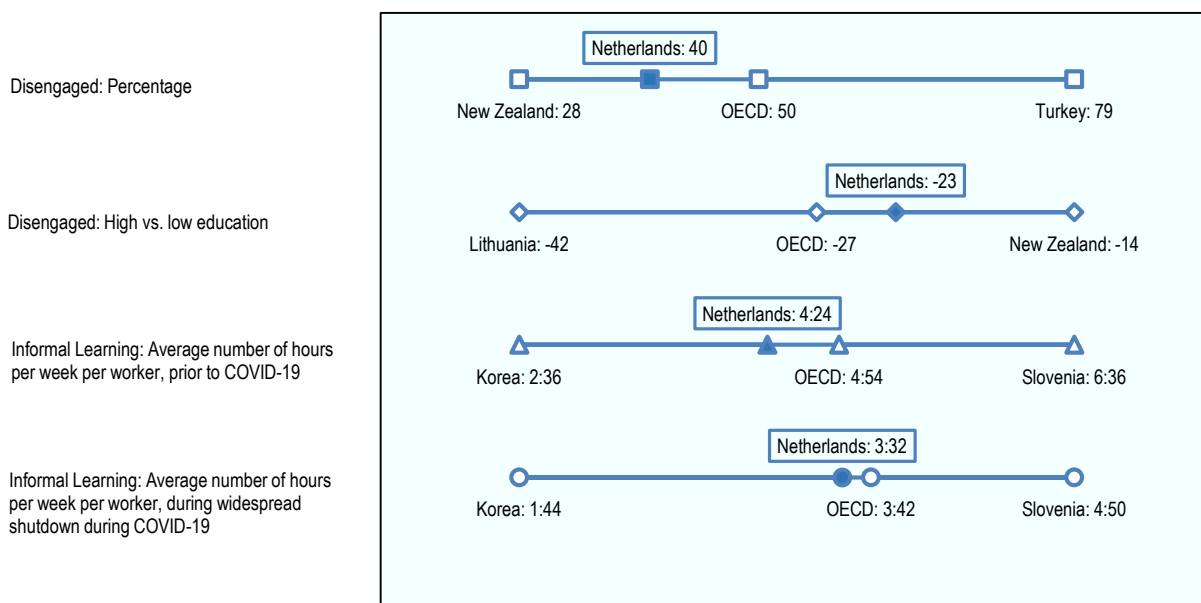 Netherlands: 40
Disengaged: Percentage
New Zealand: 28 OECD: 50 Turkey: 79
Netherlands: -23
Disengaged: High vs. low education
Lithuania: -42 OECD: -27 New Zealand: -14
Netherlands: 4:24
Informal Learning: Average number of hours
per week per worker, prior to COVID-19
Korea: 2:36 OECD: 4:54 Slovenia: 6:36
Netherlands: 3:32
Informal Learning: Average number of hours
per week per worker, during widespread
shutdown during COVID-19
Korea: 1:44 OECD: 3:42 Slovenia: 4:50